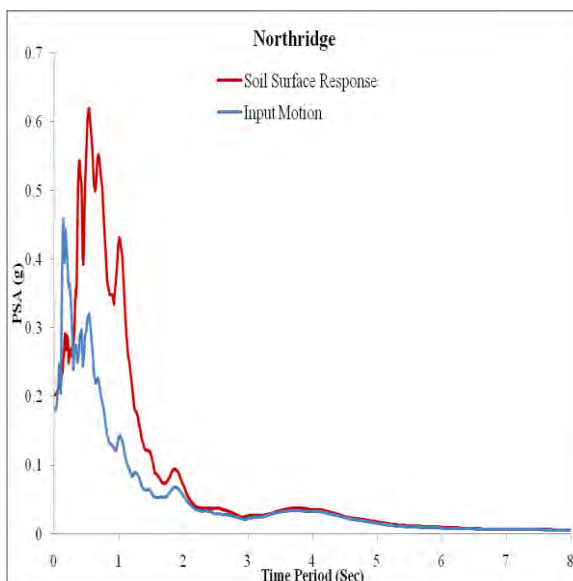 Northridge
Soil Surface Response
Input Motion
0.7
0.6
0.5
0.4
0.3
0.2
0.1
0
PSA (g)
0 1 2 3 4 5 6 7 8
Time Period (Sec)